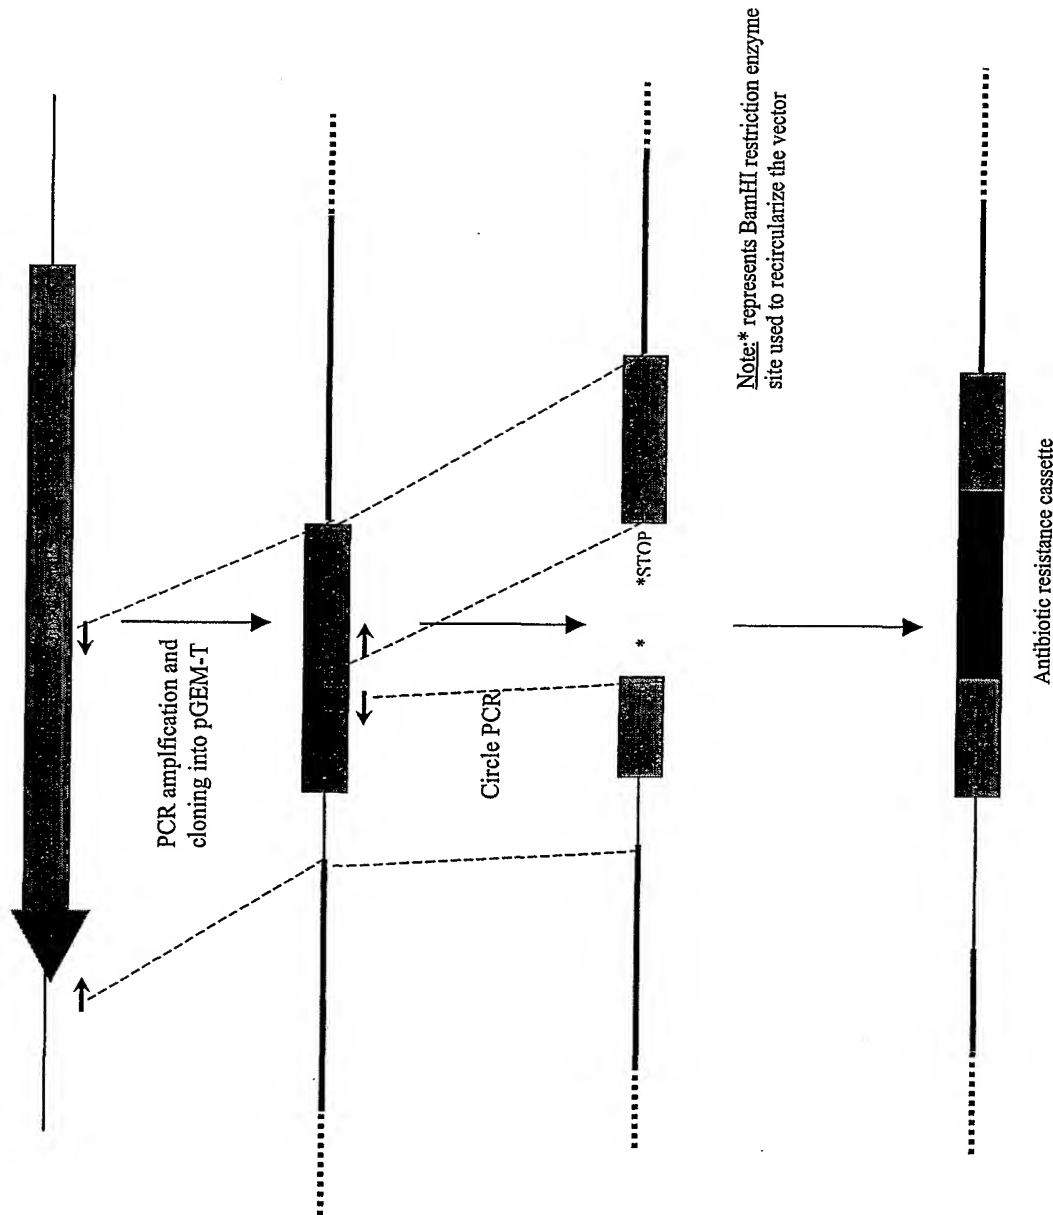 PCR amplfication and
cloning into pGEM-T
Circle PCR
*
*STOP
Note:* represents BamHI restriction enzyme
site used to recircularize the vector
Antibiotic resistance cassette